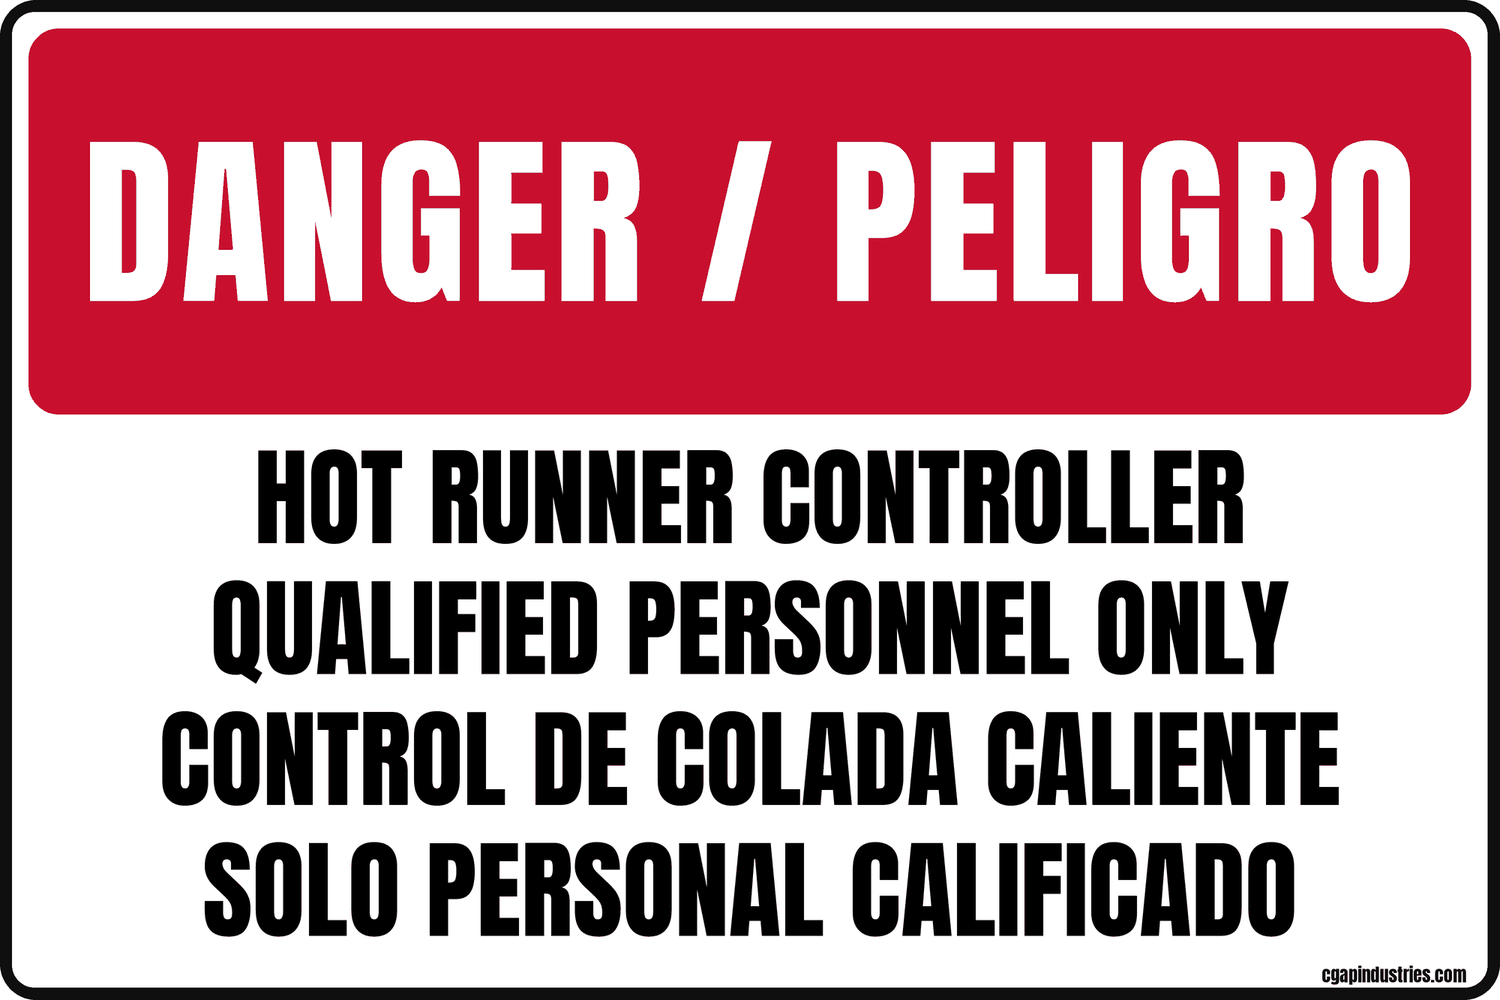 DANGER / PELIGRO
HOT RUNNER CONTROLLER
QUALIFIED PERSONNEL ONLY
CONTROL DE COLADA CALIENTE
SOLO PERSONAL CALIFICADO
cgapindustries.com